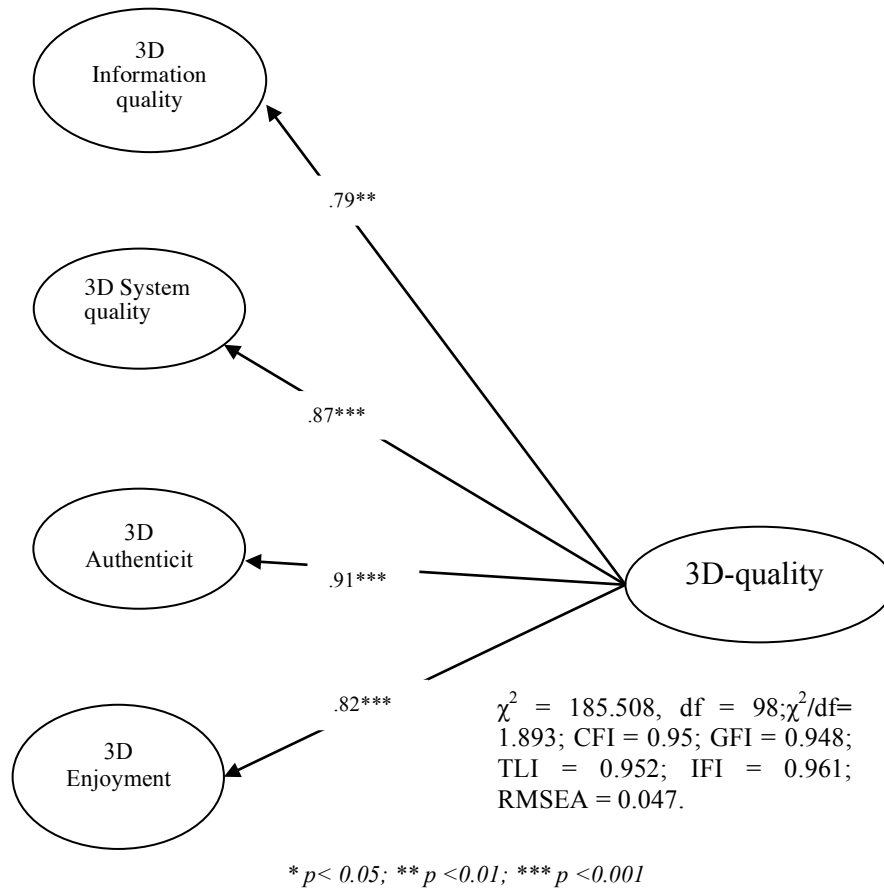 3D
Information
quality
.79**
3D System
quality
.87***
3D
Authenticit
.91***
3D-quality
.82***
3D
Enjoyment
χ² = 185.508, df = 98;χ²/df=
1.893; CFI = 0.95; GFI = 0.948;
TLI = 0.952; IFI = 0.961;
RMSEA = 0.047.
* p< 0.05; ** p <0.01; *** p <0.001